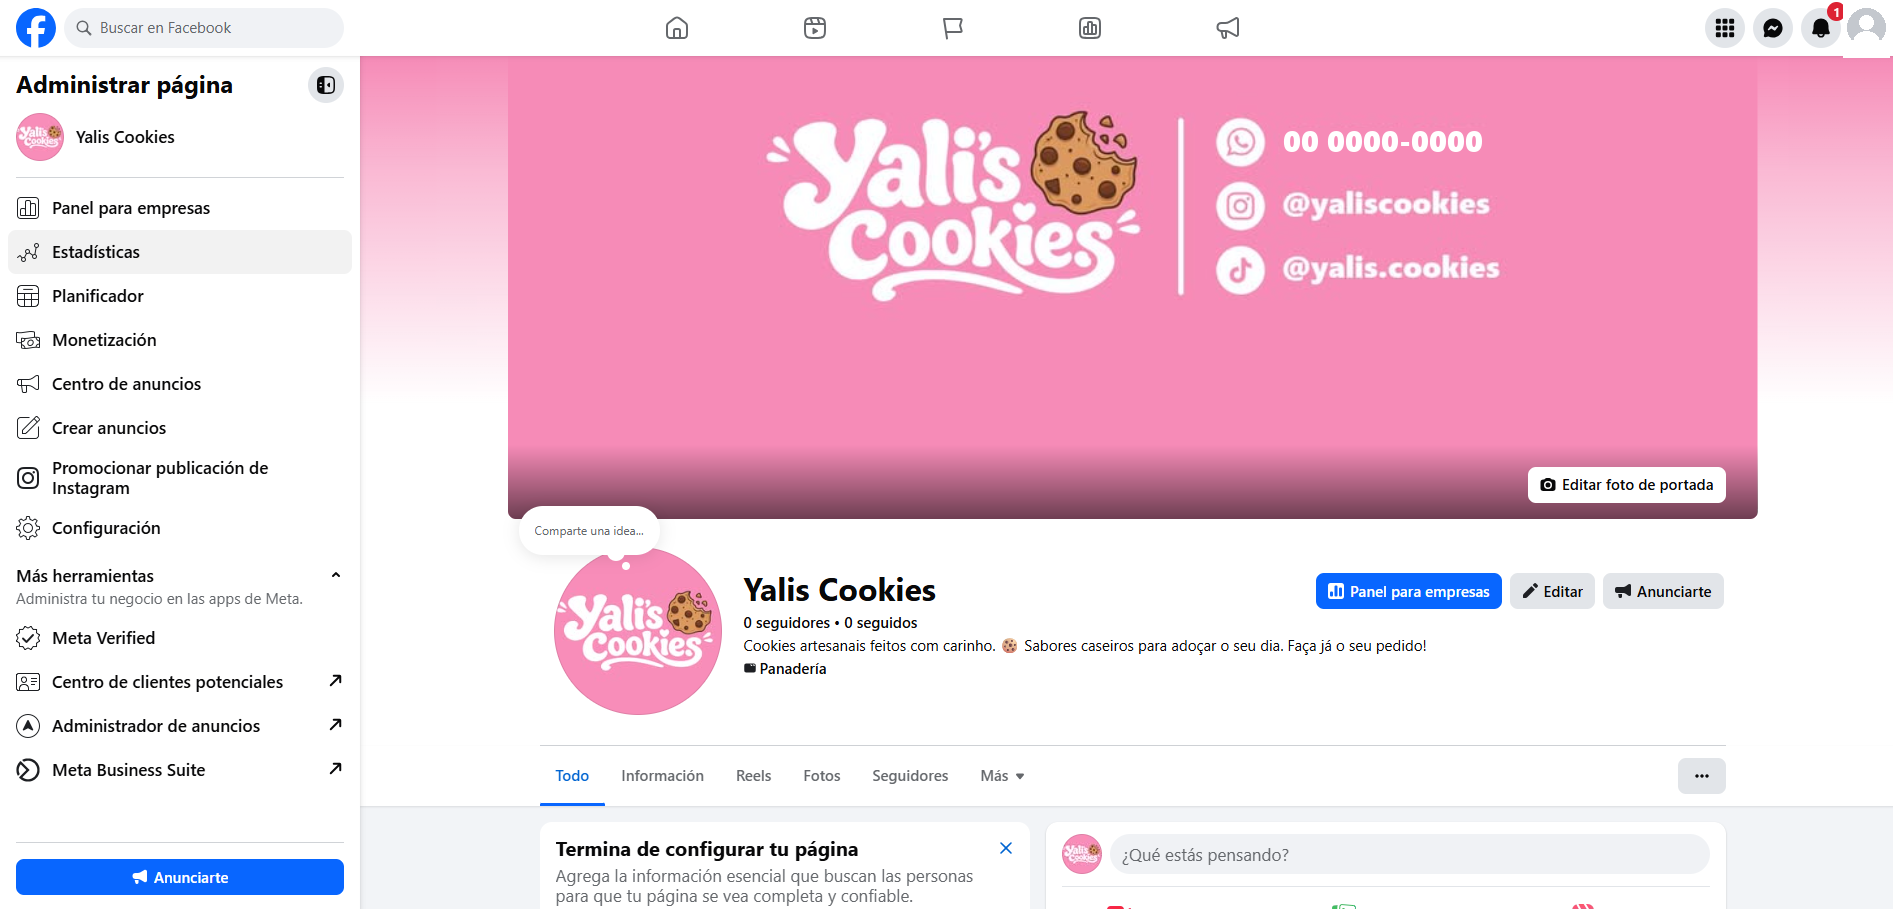 Buscar en Facebook
1
Administrar página
Yali's Cookies
Yalis Cookies
Panel para empresas
Estadísticas
Planificador
Monetización
Centro de anuncios
Crear anuncios
Promocionar publicación de
Instagram
Configuración
Más herramientas
Administra tu negocio en las apps de Meta.
Meta Verified
Centro de clientes potenciales
Administrador de anuncios
Meta Business Suite
Anunciarte
Yali's
Cookies
00 0000-0000
@yaliscookies
@yalis.cookies
Editar foto de portada
Comparte una idea...
Yali's
Cookies
Yalis Cookies
0 seguidores • 0 seguidos
Cookies artesanais feitos com carinho. 🍪 Sabores caseiros para adoçar o seu dia. Faça já o seu pedido!
Panadería
Panel para empresas
Editar
Anunciarte
Todo
Información
Reels
Fotos
Seguidores
Más
Termina de configurar tu página
Agrega la información esencial que buscan las personas
para que tu página se vea completa y confiable.
Yali's Cookies
¿Qué estás pensando?